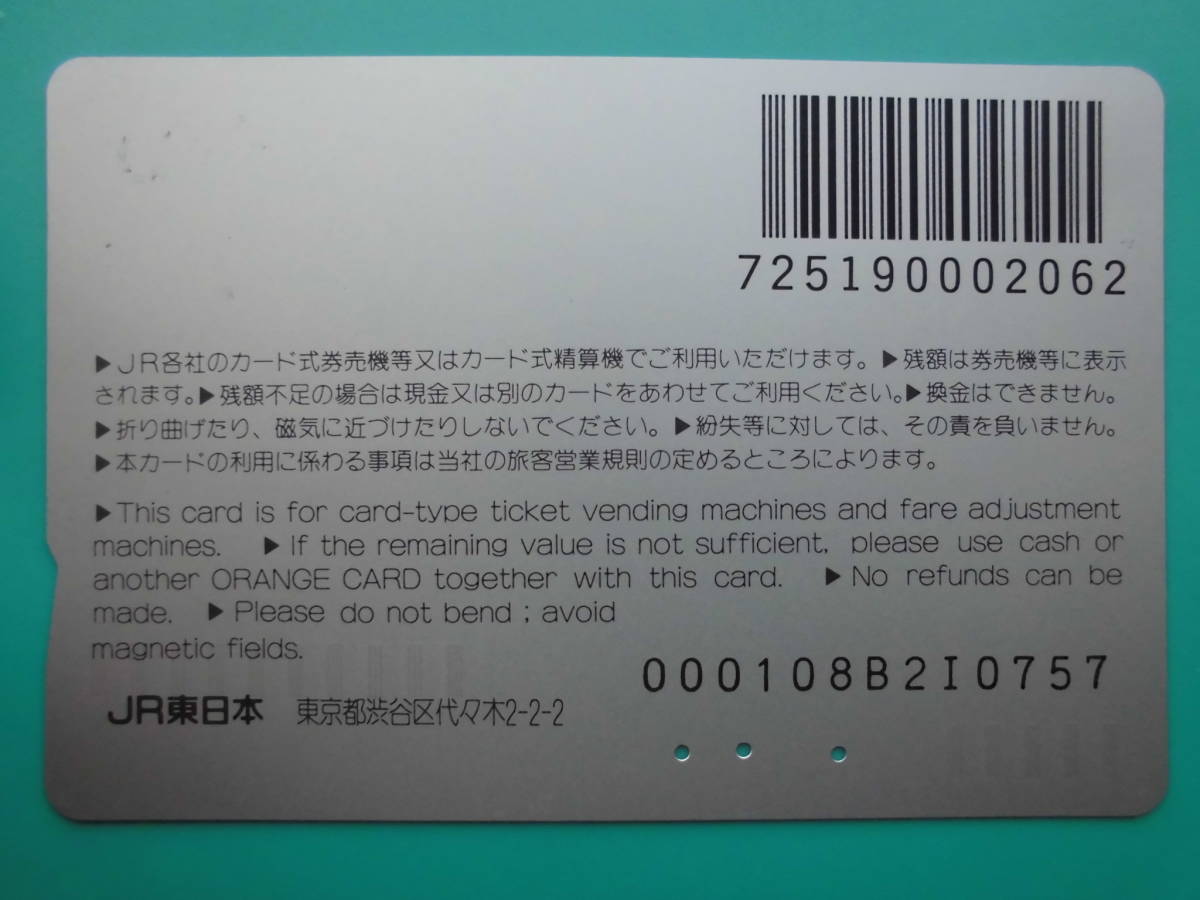 725190002062
▶JR各社のカード式券売機等又はカード式精算機でご利用いただけます。▶残額は券売機等に表示
されます。▶残額不足の場合は現金又は別のカードをあわせてご利用ください。▶換金はできません。
▶折り曲げたり、磁気に近づけたりしないでください。▶紛失等に対しては、その責を負いません。
▶本カードの利用に係わる事項は当社の旅客営業規則の定めるところによります。
▶This card is for card-type ticket vending machines and fare adjustment
machines. ▶If the remaining value is not sufficient, please use cash or
another ORANGE CARD together with this card. ▶No refunds can be
made. ▶Please do not bend ; avoid
magnetic fields.
000108B2I0757
JR東日本 東京都渋谷区代々木2-2-2